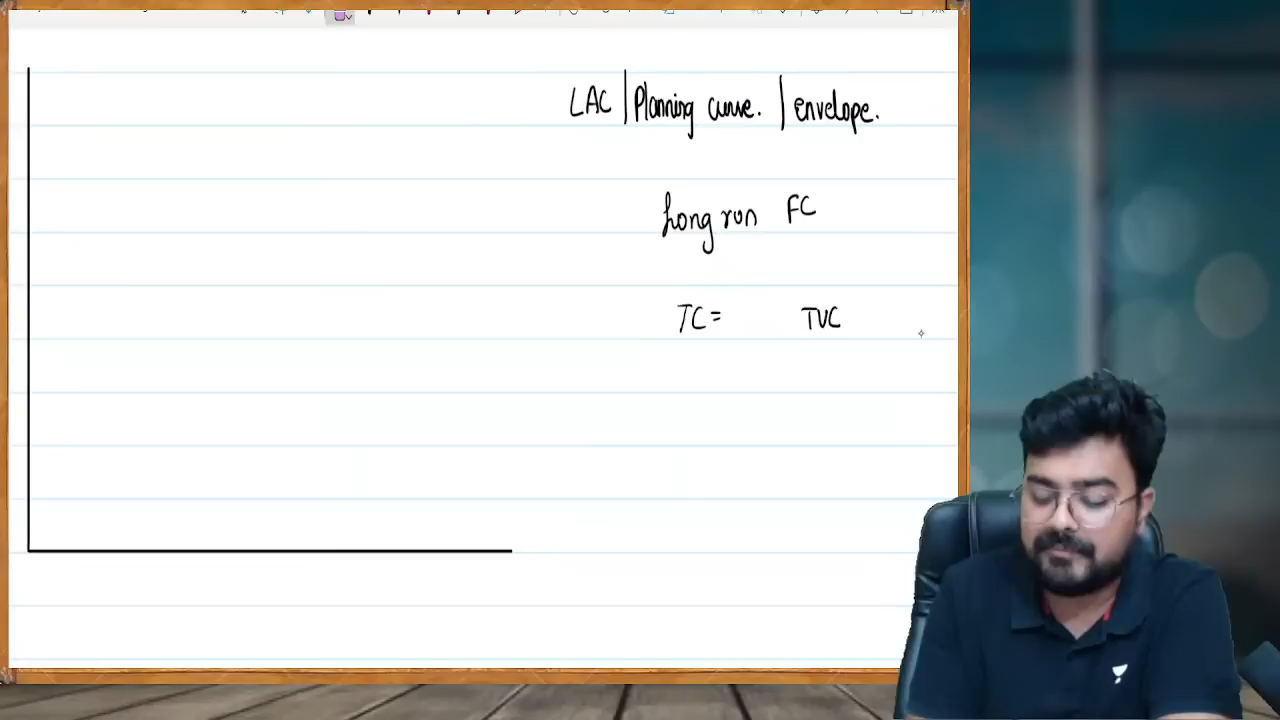 LAC | Planning curve. | envelope.
Long run FC
TC= TVC